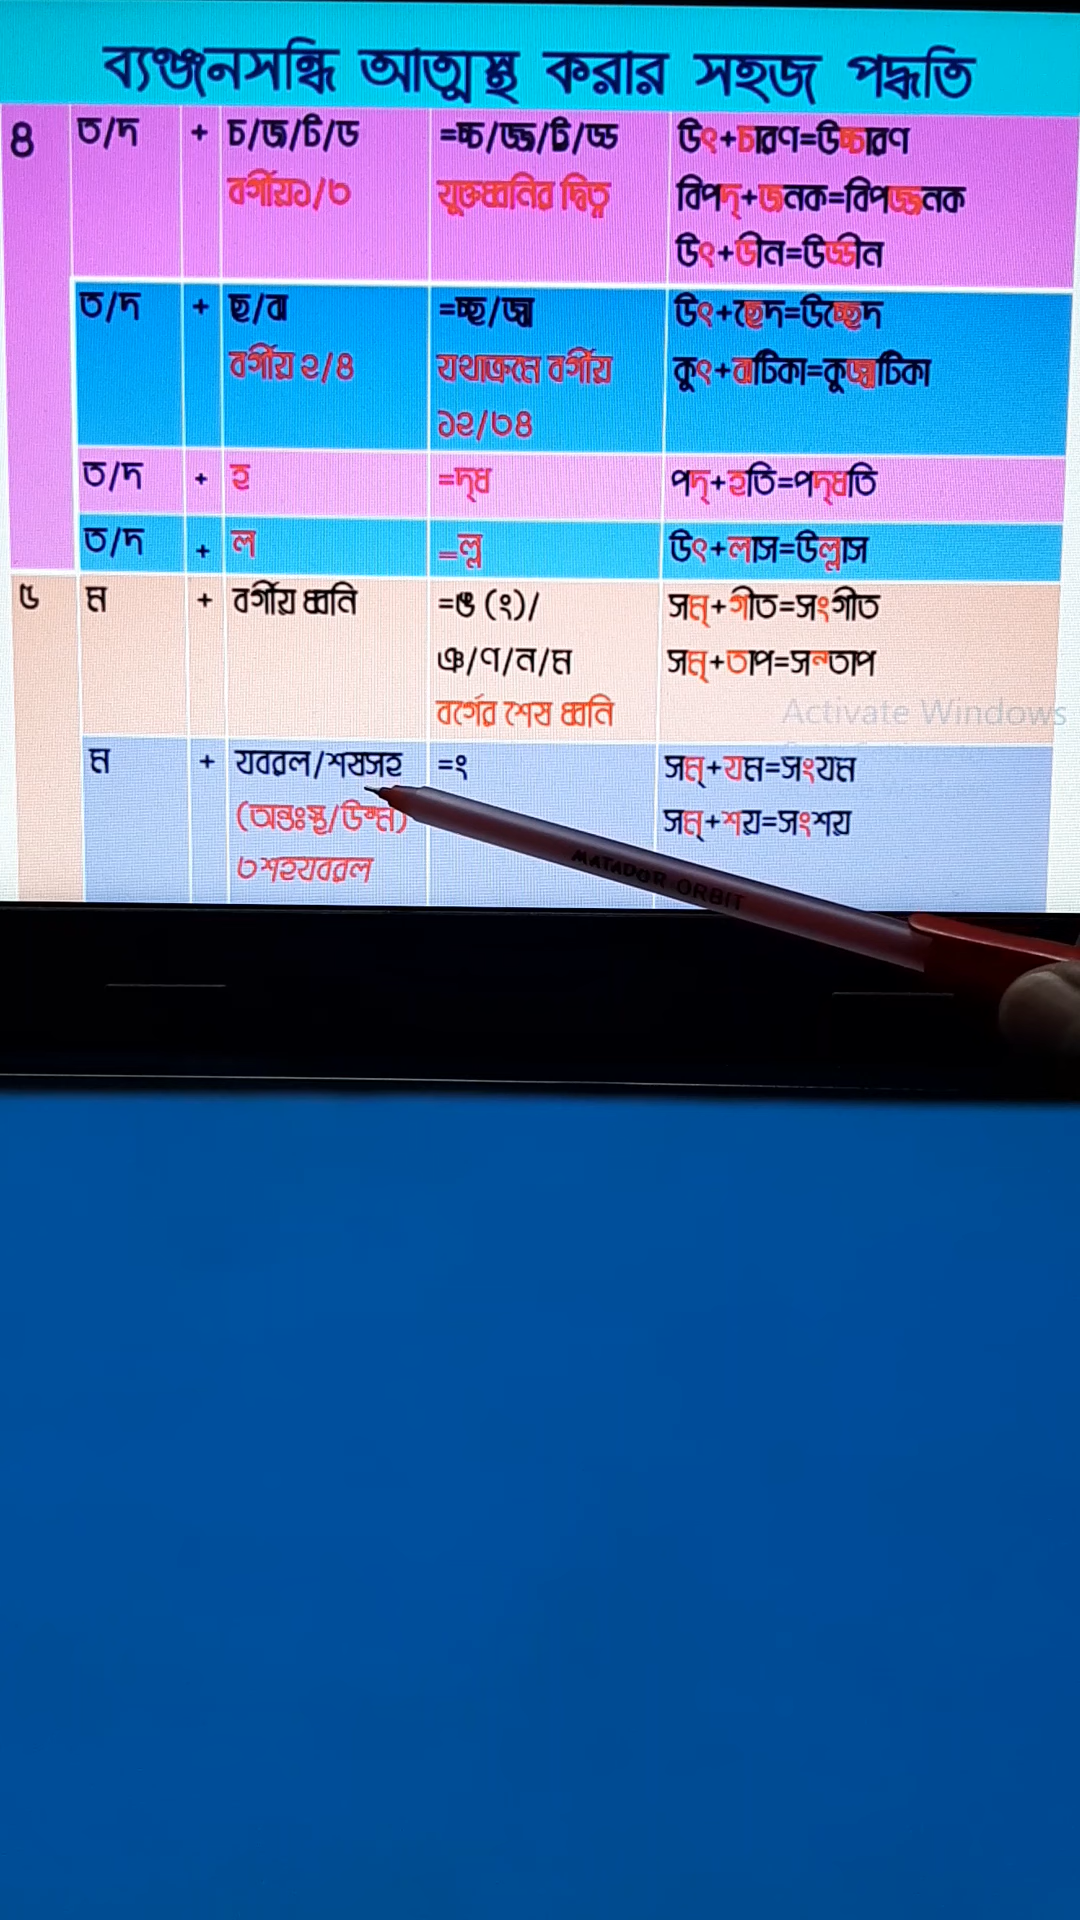 ব্যঞ্জনসন্ধি আত্মস্থ করার সহজ পদ্ধতি
৪ ত/দ + চ/জ/ট/ড =চ্চ/জ্জ/ট্ট/ড্ড উৎ+চারণ=উচ্চারণ
বর্গীয়১/৩ যুক্তধ্বনির দ্বিত্ব বিপদ্+জনক=বিপজ্জনক
উৎ+ডীন=উড্ডীন
ত/দ + ছ/ঝ =চ্ছ/জ্ঝ উৎ+ছেদ=উচ্ছেদ
বর্গীয় ২/৪ যথাক্রমে বর্গীয় কুৎ+ঝটিকা=কুজ্ঝটিকা
১২/৩৪
ত/দ + হ =দ্ধ পদ্+হতি=পদ্ধতি
ত/দ + ল =ল্ল উৎ+লাস=উল্লাস
৫ ম + বর্গীয় ধ্বনি =ঙ (ং)/ সম্+গীত=সংগীত
ঞ/ণ/ন/ম সম্+তাপ=সন্তাপ
বর্গের শেষ ধ্বনি
Activate Windows
ম + যবরল/শষসহ =ং সম্+যম=সংযম
(অন্তঃস্থ/উষ্ম) সম্+শয়=সংশয়
৩শহযবরল
MATADOR ORBIT